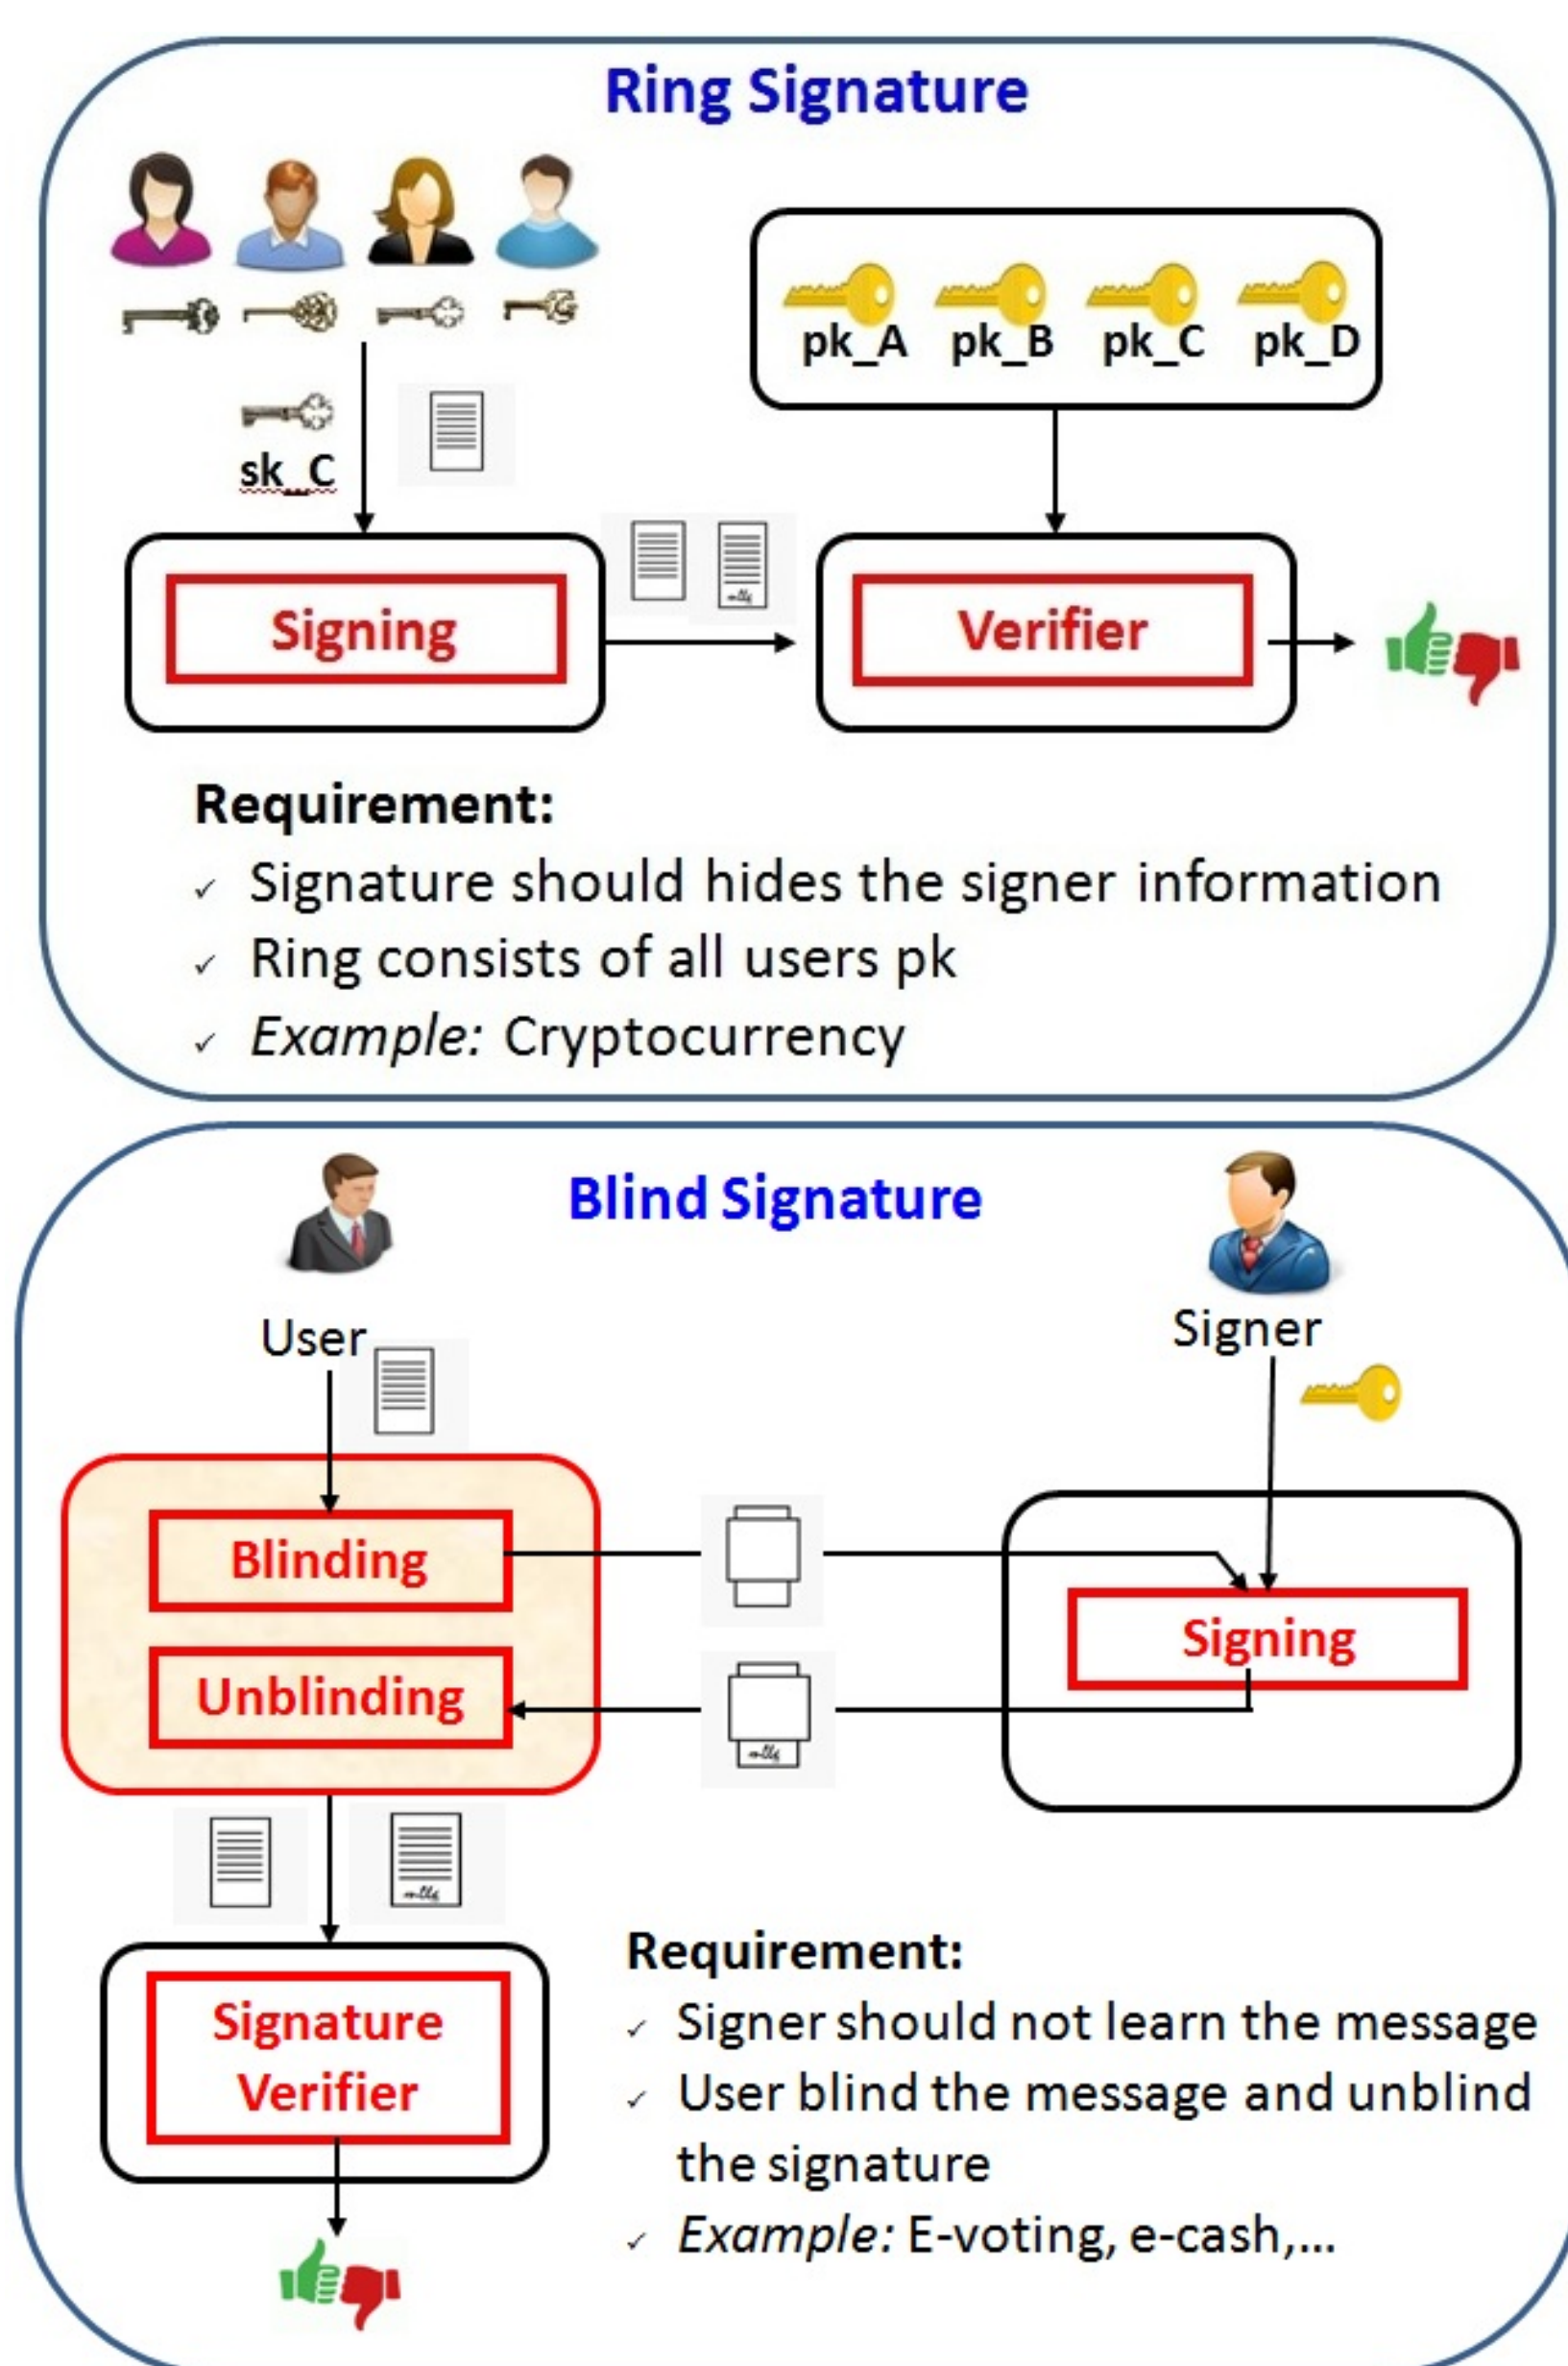 Ring Signature
pk_A pk_B pk_C pk_D
sk_C
Signing
Verifier
Requirement:
✓ Signature should hides the signer information
✓ Ring consists of all users pk
✓ Example: Cryptocurrency
Blind Signature
User
Signer
Blinding
Signing
Unblinding
Signature
Verifier
Requirement:
✓ Signer should not learn the message
✓ User blind the message and unblind
the signature
✓ Example: E-voting, e-cash,...